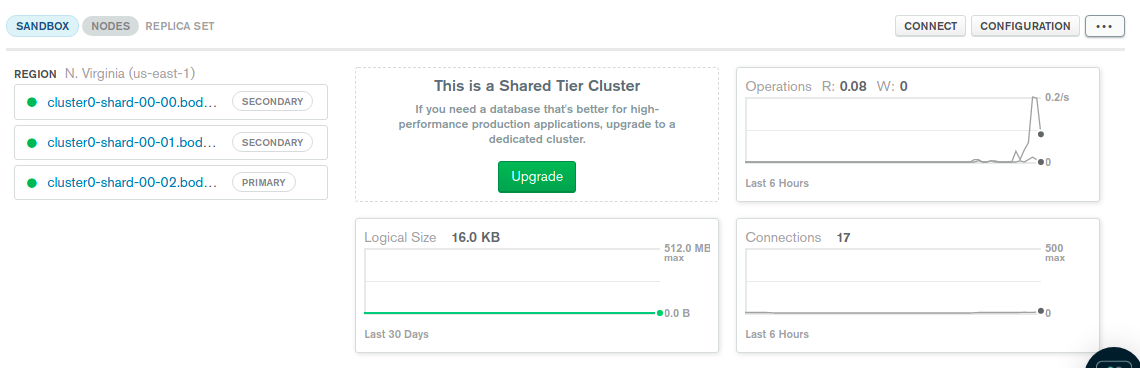 SANDBOX NODES REPLICA SET CONNECT CONFIGURATION ...
REGION N. Virginia (us-east-1)
cluster0-shard-00-00.bod... SECONDARY
cluster0-shard-00-01.bod... SECONDARY
cluster0-shard-00-02.bod... PRIMARY
This is a Shared Tier Cluster
If you need a database that's better for high-
performance production applications, upgrade to a
dedicated cluster.
Upgrade
Operations R: 0.08 W: 0
0.2/s
0
Last 6 Hours
Logical Size 16.0 KB
512.0 MB
max
0.0 B
Last 30 Days
Connections 17
500
max
0
Last 6 Hours